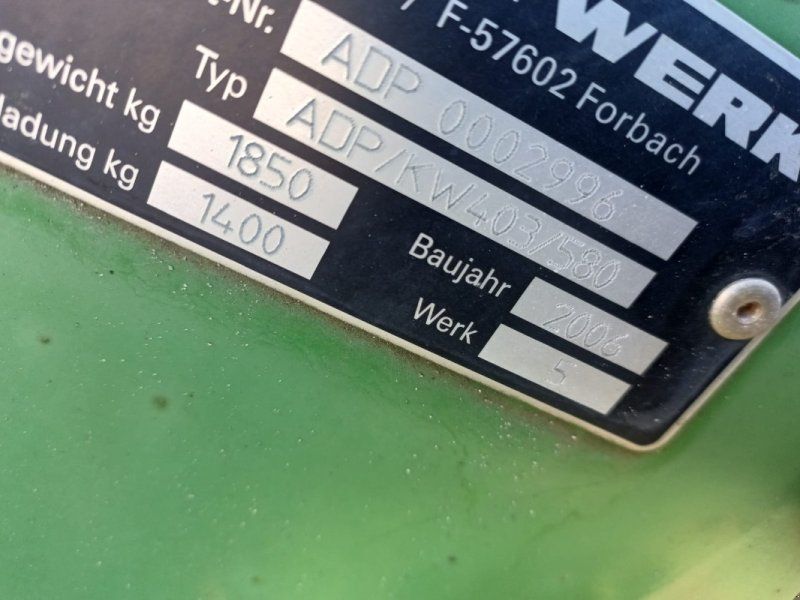 WERK
F-57602 Forbach
-Nr. ADP 0002996
Typ ADP/KW403/580
gewicht kg 1850
ladung kg 1400
Baujahr 2006
Werk 5